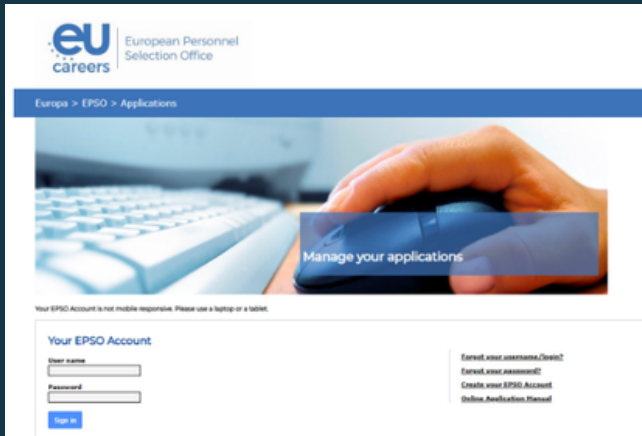 eu
careers
European Personnel
Selection Office
Europa > EPSO > Applications
Manage your applications
Your EPSO Account is not mobile responsive. Please use a laptop or a tablet.
Your EPSO Account
User name
Password
Sign in
Forgot your username/login?
Forgot your password?
Create your EPSO Account
Online Application Manual